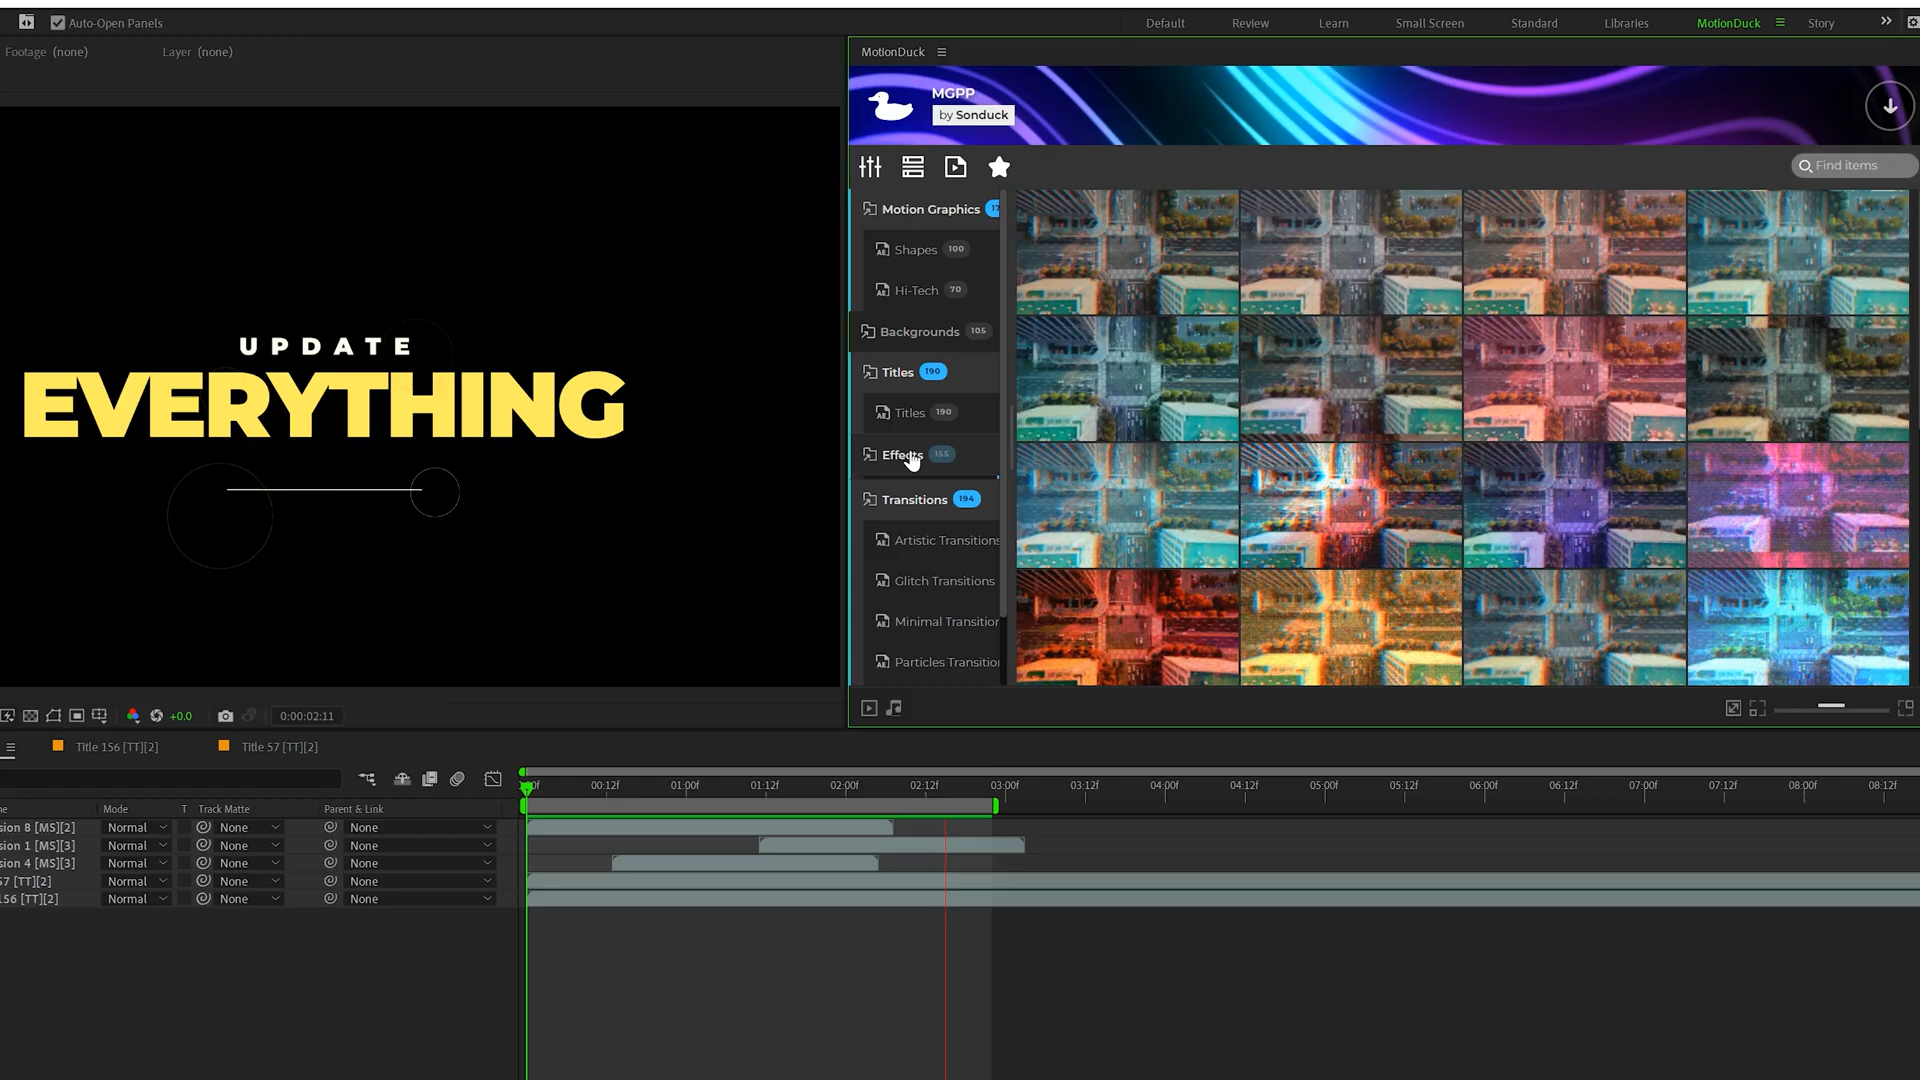 Auto-Open Panels
Default
Review
Learn
Small Screen
Standard
Libraries
MotionDuck
Story
Footage (none)
Layer (none)
MotionDuck
MGPP
by Sonduck
Find items
Motion Graphics
Shapes 100
Hi-Tech 70
Backgrounds 105
Titles 190
Titles 190
Effects 155
Transitions 194
Artistic Transitions
Glitch Transitions
Minimal Transition
Particles Transition
UPDATE
EVERYTHING
+0.0
0:00:02:11
Title 156 [TT][2]
Title 57 [TT][2]
00f 00:12f 01:00f 01:12f 02:00f 02:12f 03:00f 03:12f 04:00f 04:12f 05:00f 05:12f 06:00f 06:12f 07:00f 07:12f 08:00f 08:12f
Mode T Track Matte Parent & Link
sion 8 [MS][2] Normal None None
sion 1 [MS][3] Normal None None
sion 4 [MS][3] Normal None None
57 [TT][2] Normal None None
156 [TT][2] Normal None None